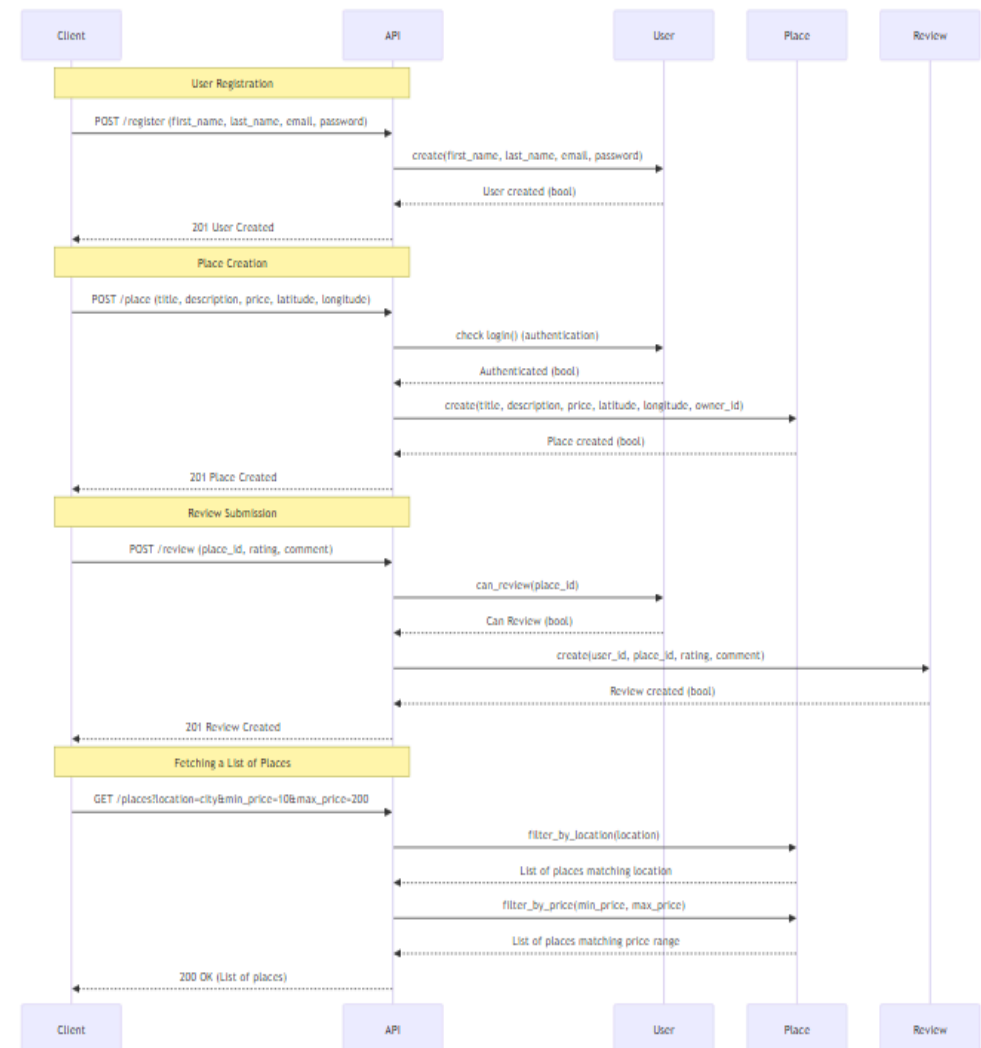 Client API User Place Review
User Registration
POST /register (first_name, last_name, email, password)
create(first_name, last_name, email, password)
User created (bool)
201 User Created
Place Creation
POST /place (title, description, price, latitude, longitude)
check login() (authentication)
Authenticated (bool)
create(title, description, price, latitude, longitude, owner_id)
Place created (bool)
201 Place Created
Review Submission
POST /review (place_id, rating, comment)
can_review(place_id)
Can Review (bool)
create(user_id, place_id, rating, comment)
Review created (bool)
201 Review Created
Fetching a List of Places
GET /places?location=city&min_price=10&max_price=200
filter_by_location(location)
List of places matching location
filter_by_price(min_price, max_price)
List of places matching price range
200 OK (List of places)
Client API User Place Review